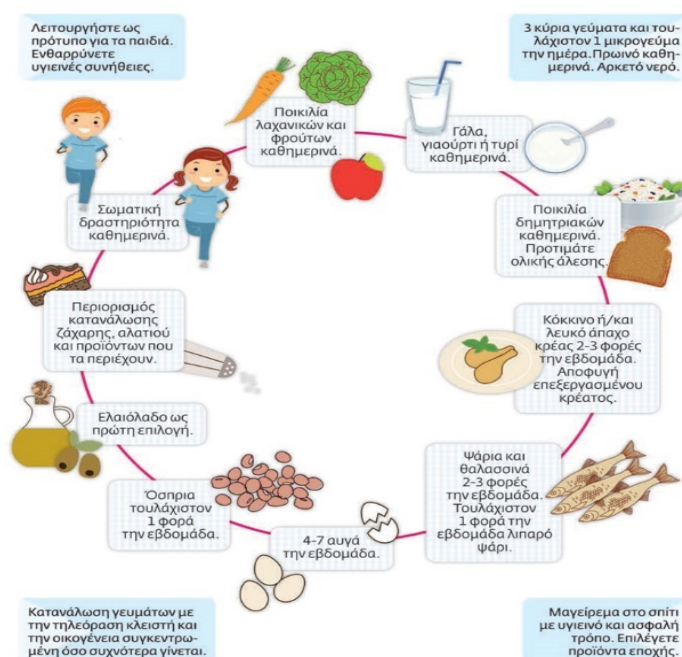 Λειτουργήστε ως
πρότυπο για τα παιδιά.
Ενθαρρύνετε
υγιεινές συνήθειες.
3 κύρια γεύματα και του-
λάχιστον 1 μικρογεύμα
την ημέρα.Πρωινό καθη-
μερινά. Αρκετό νερό.
Ποικιλία
λαχανικών και
φρούτων
καθημερινά.
Γάλα,
γιαούρτι ή τυρί
καθημερινά.
Ποικιλία
δημητριακών
καθημερινά.
Προτιμάτε
ολικής άλεσης.
Κόκκινο ή/και
λευκό άπαχο
κρέας 2-3 φορές
την εβδομάδα.
Αποφυγή
επεξεργασμένου
κρέατος.
Ψάρια και
θαλασσινά
2-3 φορές
την εβδομάδα.
Τουλάχιστον
1 φορά την
εβδομάδα λιπαρό
ψάρι.
4-7 αυγά
την εβδομάδα.
Όσπρια
τουλάχιστον
1 φορά
την εβδομάδα.
Ελαιόλαδο ως
πρώτη επιλογή.
Περιορισμός
κατανάλωσης
ζάχαρης, αλατιού
και προϊόντων που
τα περιέχουν.
Σωματική
δραστηριότητα
καθημερινά.
Κατανάλωση γευμάτων με
την τηλεόραση κλειστή και
την οικογένεια συγκεντρω-
μένη όσο συχνότερα γίνεται.
Μαγείρεμα στο σπίτι
με υγιεινό και ασφαλή
τρόπο. Επιλέγετε
προϊόντα εποχής.